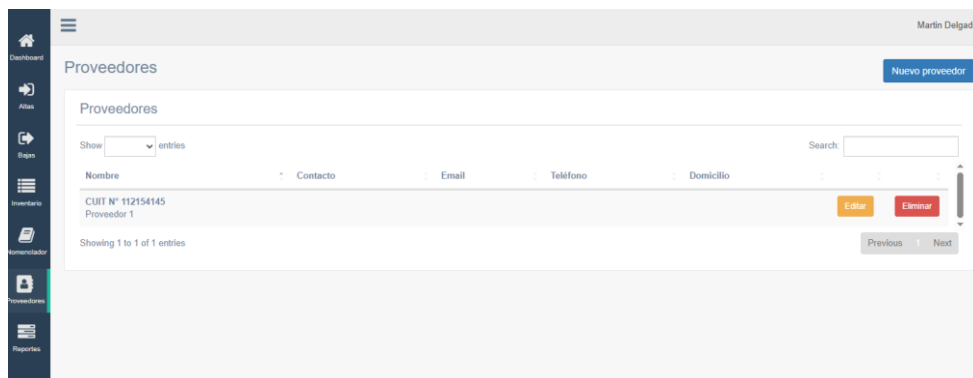 Martin Delgad
Dashboard
Altas
Bajas
Inventario
Nomenclador
Proveedores
Reportes
Proveedores
Nuevo proveedor
Proveedores
Show entries
Search:
Nombre Contacto Email Teléfono Domicilio
CUIT N° 112154145
Proveedor 1
Editar Eliminar
Showing 1 to 1 of 1 entries
Previous 1 Next